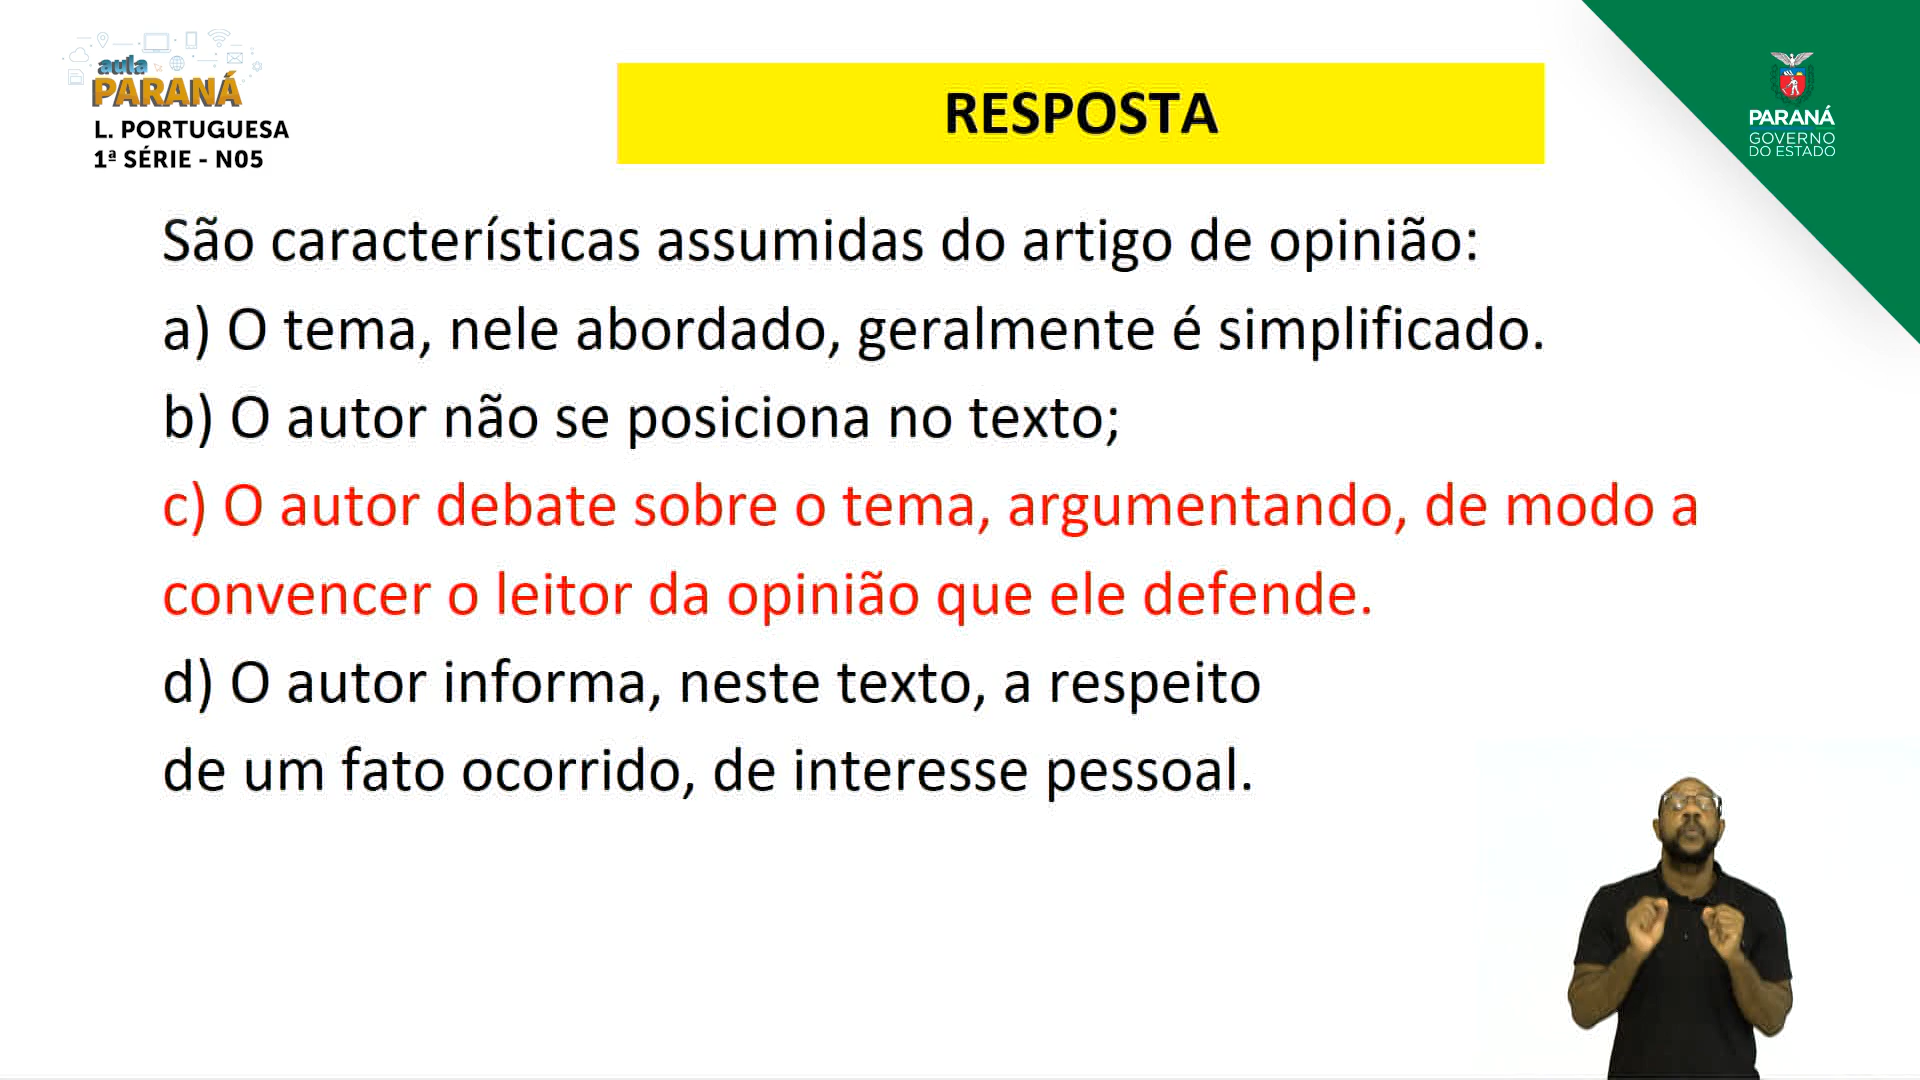 aula
PARANÁ
L. PORTUGUESA
1ª SÉRIE - N05
RESPOSTA
PARANÁ
GOVERNO
DO ESTADO
São características assumidas do artigo de opinião:
a) O tema, nele abordado, geralmente é simplificado.
b) O autor não se posiciona no texto;
c) O autor debate sobre o tema, argumentando, de modo a
convencer o leitor da opinião que ele defende.
d) O autor informa, neste texto, a respeito
de um fato ocorrido, de interesse pessoal.